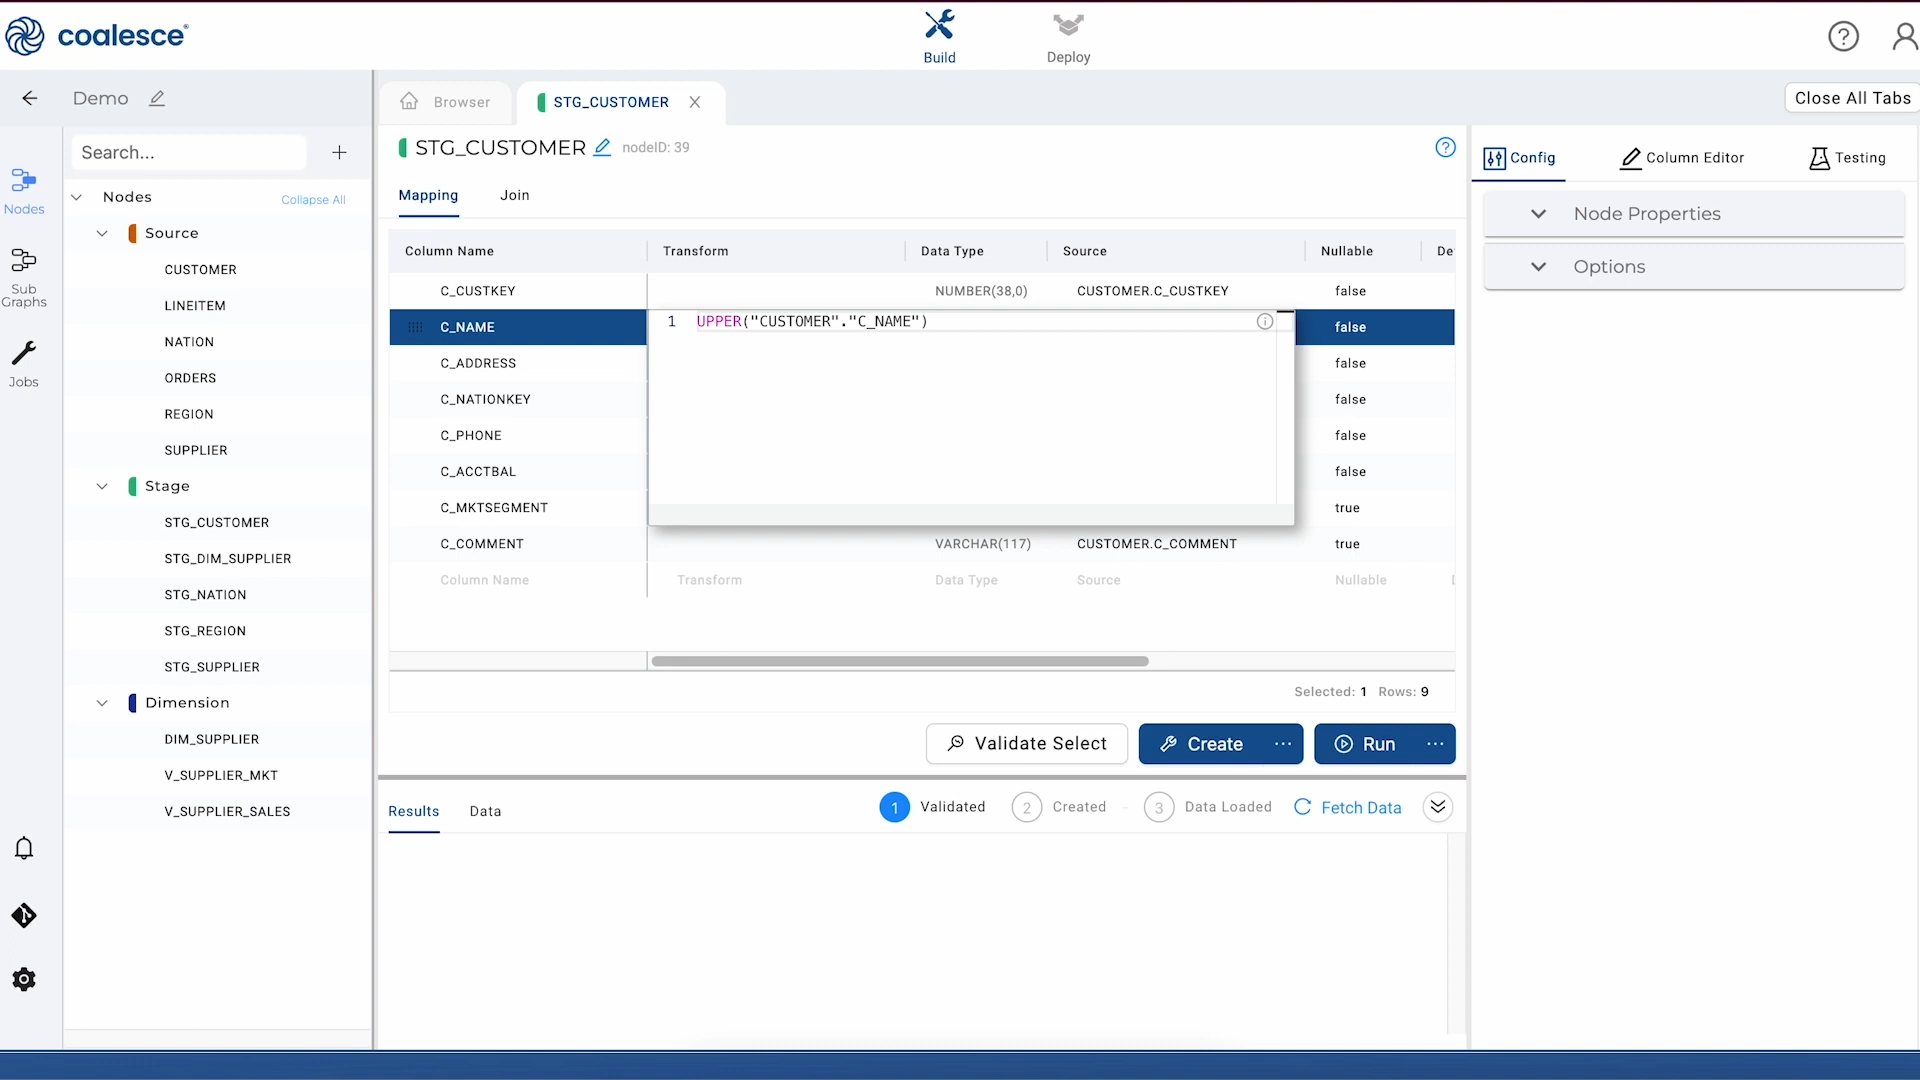 coalesce®
Build
Deploy
Demo
Browser
STG_CUSTOMER
Close All Tabs
Search...
STG_CUSTOMER nodeID: 39
Config
Column Editor
Testing
Nodes
Sub
Graphs
Jobs
Nodes
Collapse All
Source
CUSTOMER
LINEITEM
NATION
ORDERS
REGION
SUPPLIER
Stage
STG_CUSTOMER
STG_DIM_SUPPLIER
STG_NATION
STG_REGION
STG_SUPPLIER
Dimension
DIM_SUPPLIER
V_SUPPLIER_MKT
V_SUPPLIER_SALES
Mapping
Join
Node Properties
Options
Column Name Transform Data Type Source Nullable De
C_CUSTKEY NUMBER(38,0) CUSTOMER.C_CUSTKEY false
C_NAME 1 UPPER("CUSTOMER"."C_NAME") false
C_ADDRESS false
C_NATIONKEY false
C_PHONE false
C_ACCTBAL false
C_MKTSEGMENT true
C_COMMENT VARCHAR(117) CUSTOMER.C_COMMENT true
Column Name Transform Data Type Source Nullable
Selected: 1 Rows: 9
Validate Select
Create ...
Run ...
Results
Data
1 Validated
2 Created -
3 Data Loaded
Fetch Data